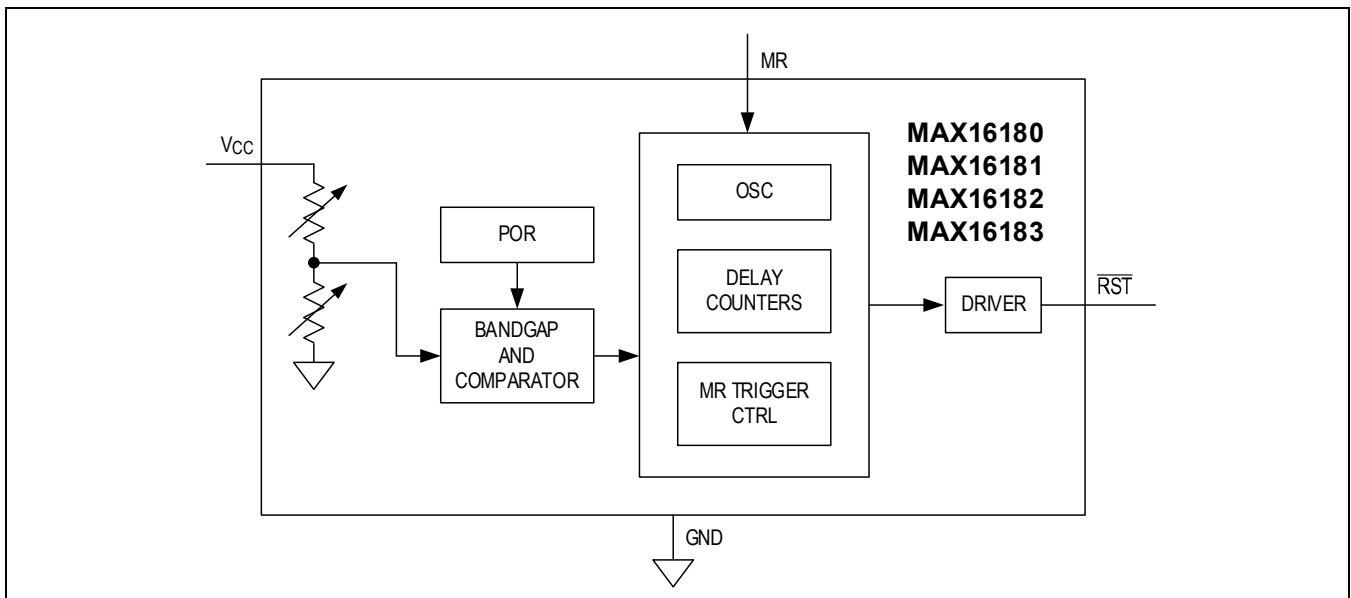 MR
VCC
MAX16180
MAX16181
MAX16182
MAX16183
OSC
POR
DELAY
COUNTERS
RST
DRIVER
BANDGAP
AND
COMPARATOR
MR TRIGGER
CTRL
GND